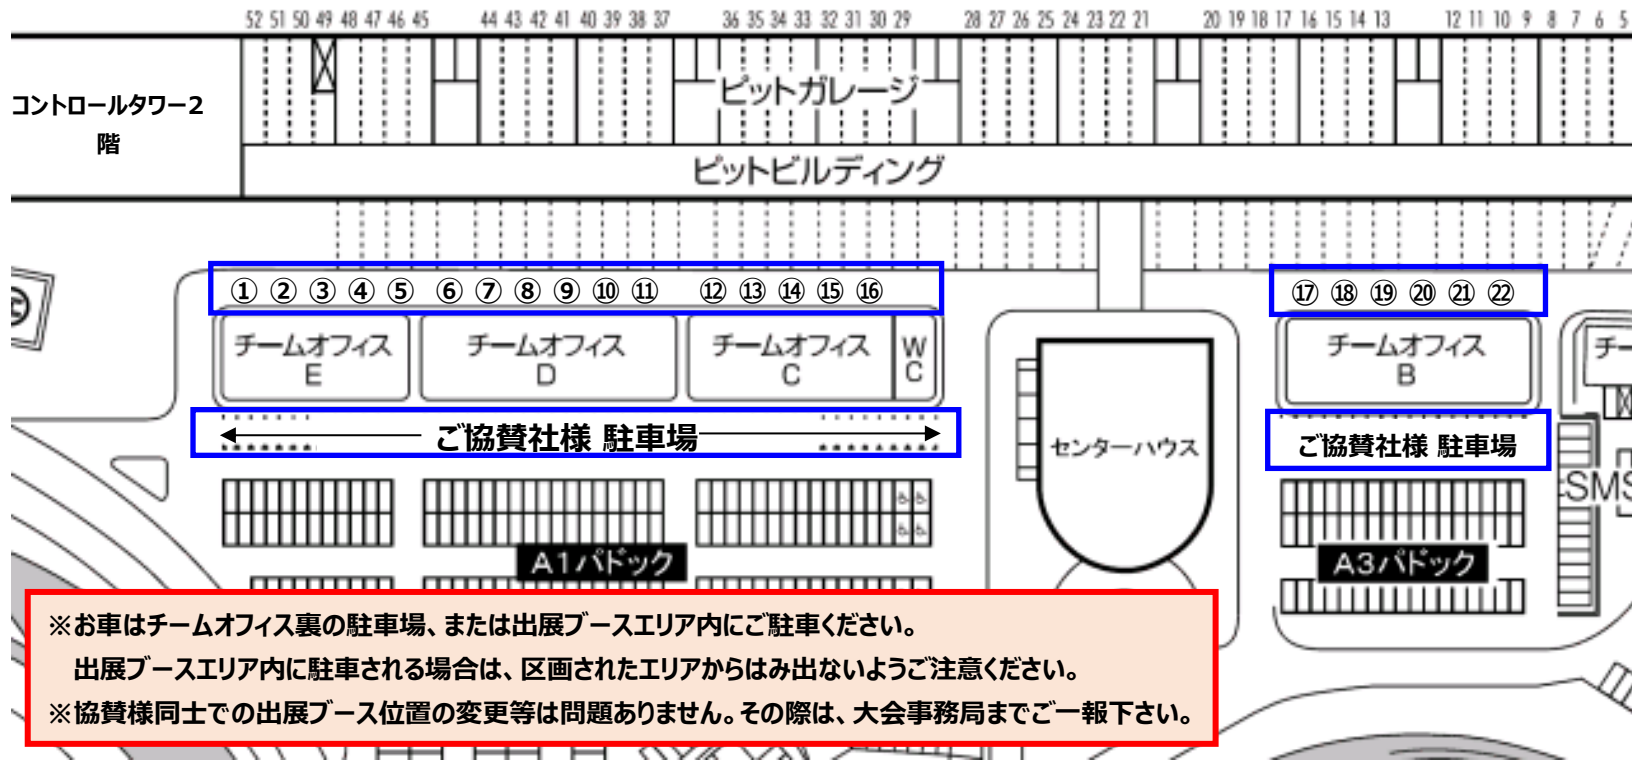 52 51 50 49 48 47 46 45 44 43 42 41 40 39 38 37 36 35 34 33 32 31 30 29 28 27 26 25 24 23 22 21 20 19 18 17 16 15 14 13 12 11 10 9 8 7 6 5
ピットガレージ
コントロールタワー2
階
ピットビルディング
① ② ③ ④ ⑤ ⑥ ⑦ ⑧ ⑨ ⑩ ⑪ ⑫ ⑬ ⑭ ⑮ ⑯ ⑰ ⑱ ⑲ ⑳ ㉑ ㉒
チームオフィス
E
チームオフィス
D
チームオフィス
C
WC
チームオフィス
B
チー
ご協賛社様 駐車場
センターハウス
ご協賛社様 駐車場
SMS
A1パドック
A3パドック
※お車はチームオフィス裏の駐車場、または出展ブースエリア内にご駐車ください。
出展ブースエリア内に駐車される場合は、区画されたエリアからはみ出ないようご注意ください。
※協賛様同士での出展ブース位置の変更等は問題ありません。その際は、大会事務局までご一報下さい。